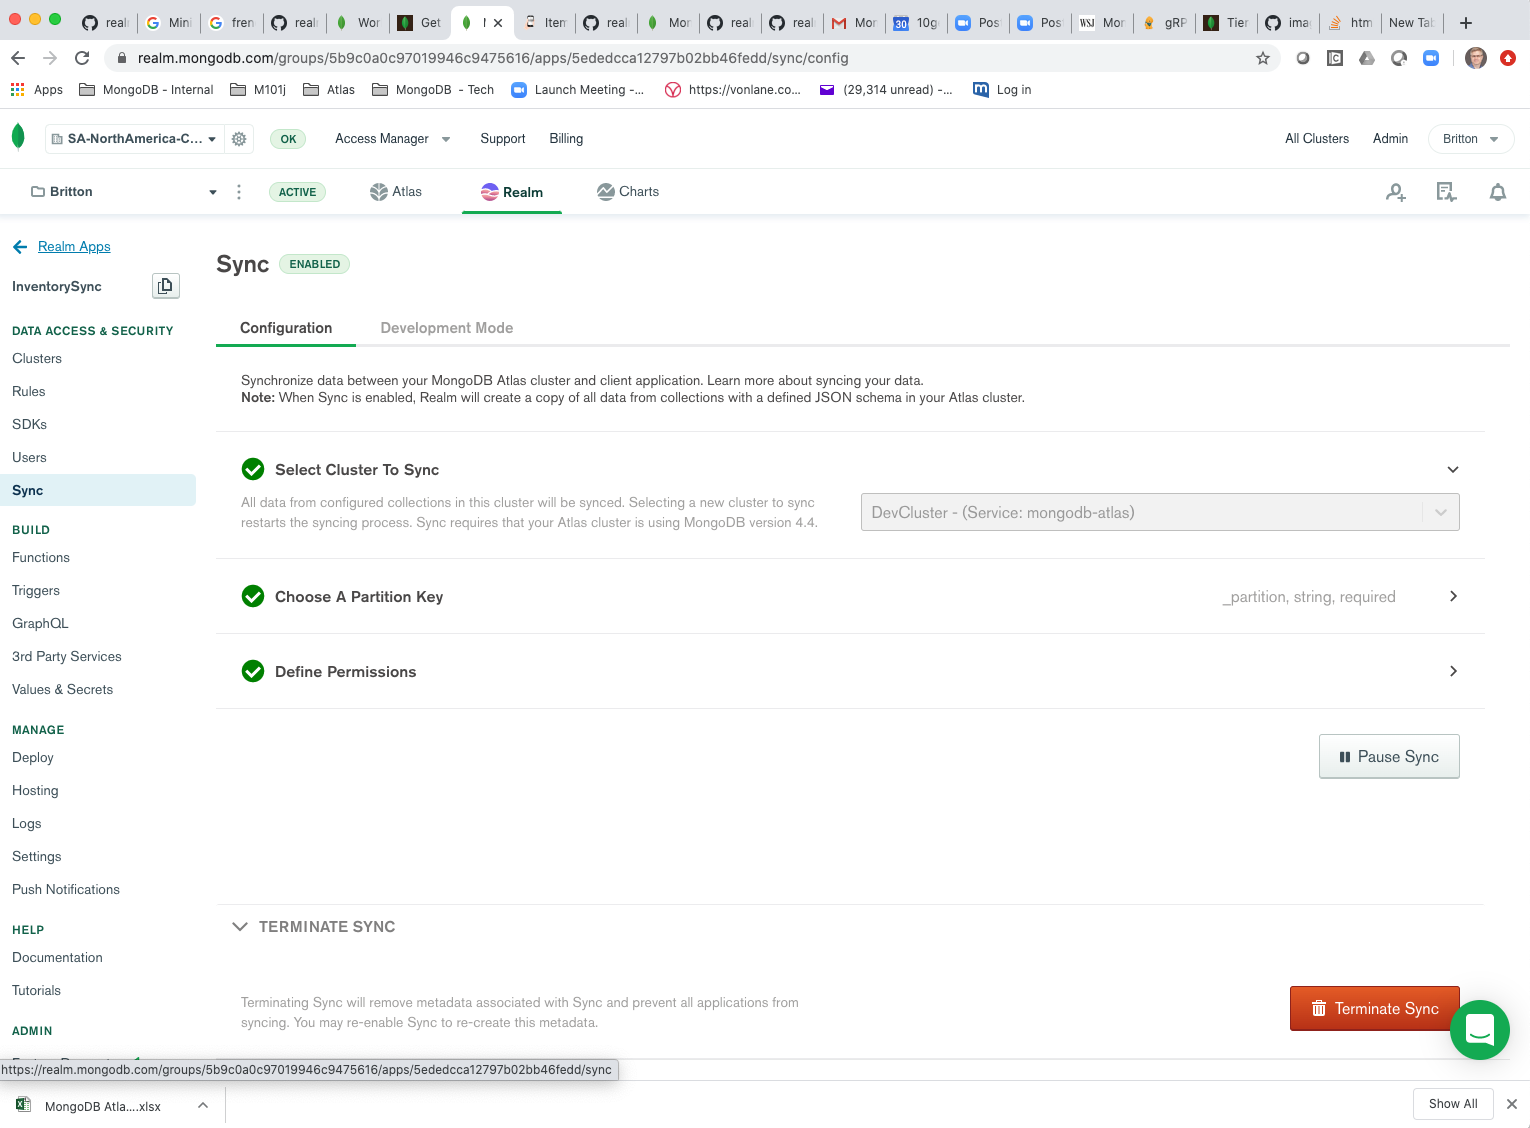 real
Mini
fren
real
Wor
Get
Item
real
Mon
real
real
Mor
10g
Pos
Pos
WSJ
Mor
gRP
Tier
ima
htm
New Tab
realm.mongodb.com/groups/5b9c0a0c97019946c9475616/apps/5ededcca12797b02bb46fedd/sync/config
Apps
MongoDB - Internal
M101j
Atlas
MongoDB - Tech
Launch Meeting -...
https://vonlane.co...
(29,314 unread) -...
Log in
SA-NorthAmerica-C...
OK
Access Manager
Support
Billing
All Clusters
Admin
Britton
Britton
ACTIVE
Atlas
Realm
Charts
Realm Apps
InventorySync
DATA ACCESS & SECURITY
Clusters
Rules
SDKs
Users
Sync
BUILD
Functions
Triggers
GraphQL
3rd Party Services
Values & Secrets
MANAGE
Deploy
Hosting
Logs
Settings
Push Notifications
HELP
Documentation
Tutorials
ADMIN
Sync
ENABLED
Configuration
Development Mode
Synchronize data between your MongoDB Atlas cluster and client application. Learn more about syncing your data.
Note: When Sync is enabled, Realm will create a copy of all data from collections with a defined JSON schema in your Atlas cluster.
Select Cluster To Sync
All data from configured collections in this cluster will be synced. Selecting a new cluster to sync
restarts the syncing process. Sync requires that your Atlas cluster is using MongoDB version 4.4.
DevCluster - (Service: mongodb-atlas)
Choose A Partition Key
_partition, string, required
Define Permissions
Pause Sync
TERMINATE SYNC
Terminating Sync will remove metadata associated with Sync and prevent all applications from
syncing. You may re-enable Sync to re-create this metadata.
Terminate Sync
https://realm.mongodb.com/groups/5b9c0a0c97019946c9475616/apps/5ededcca12797b02bb46fedd/sync
MongoDB Atla....xlsx
Show All